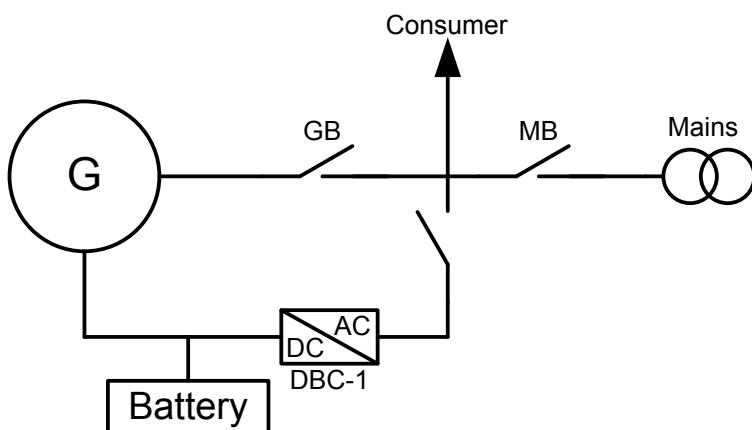 Consumer
GB
MB
Mains
G
AC
DC
DBC-1
Battery